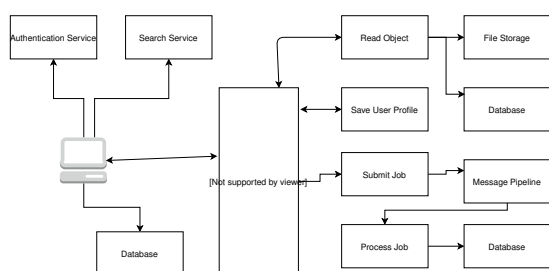 Authentication Service
Search Service
Read Object
File Storage
Save User Profile
Database
[Not supported by viewer]
Submit Job
Message Pipeline
Database
Process Job
Database